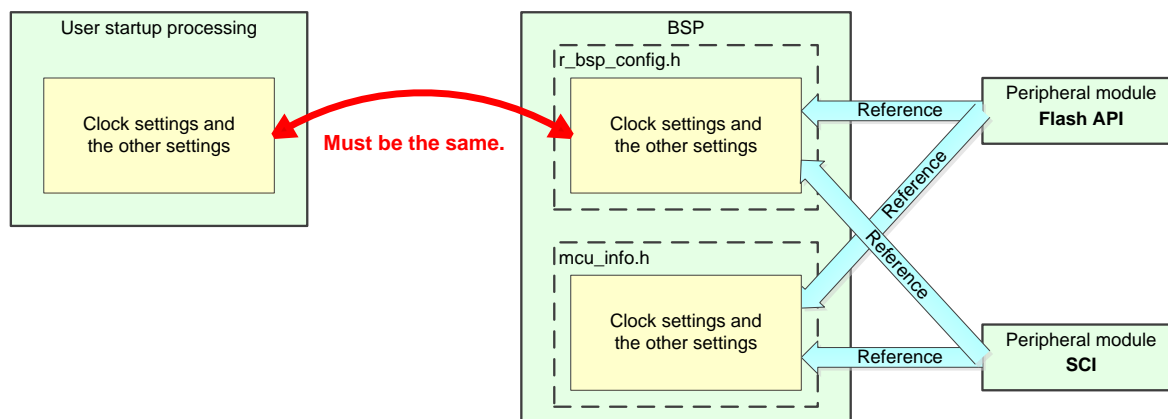 User startup processing
Clock settings and
the other settings
Must be the same.
BSP
r_bsp_config.h
Clock settings and
the other settings
mcu_info.h
Clock settings and
the other settings
Reference
Reference
Reference
Reference
Peripheral module
Flash API
Peripheral module
SCI